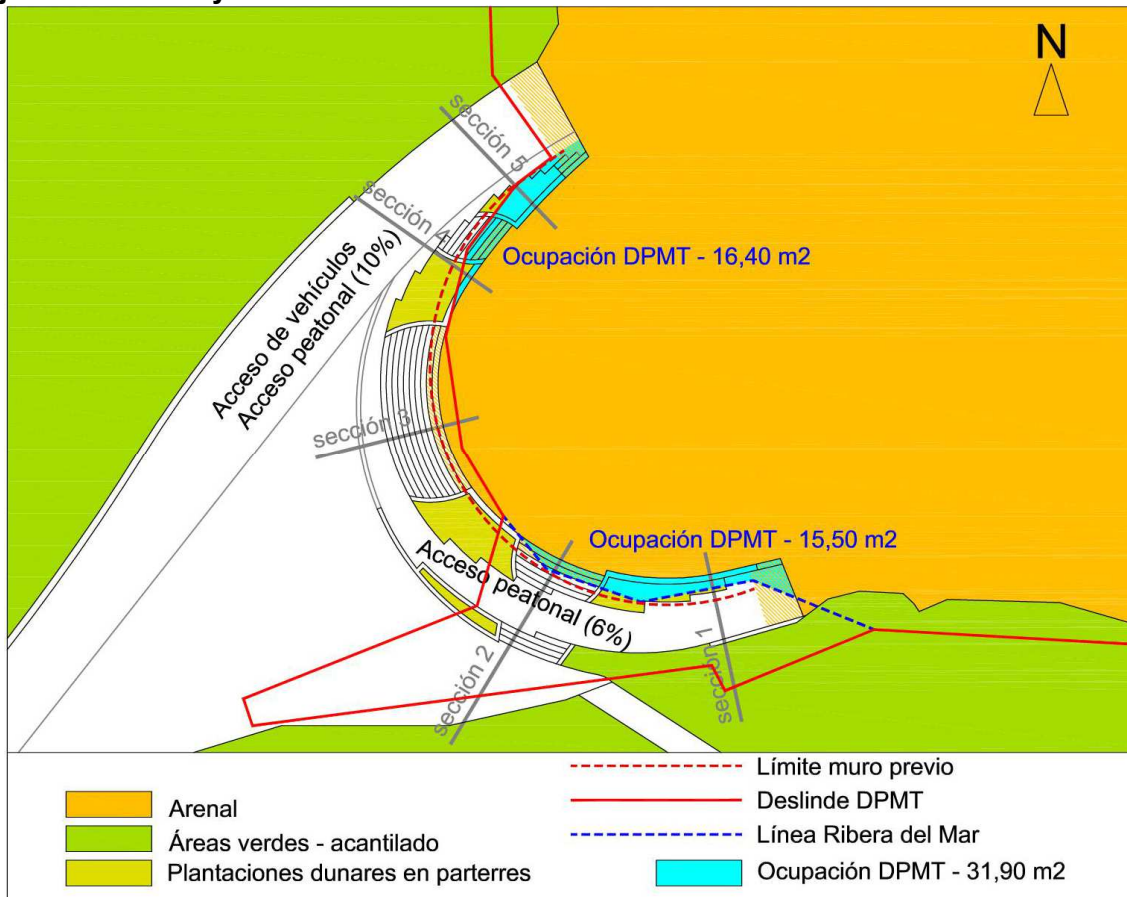 N
sección 5
sección 4
Ocupación DPMT - 16,40 m2
Acceso de vehículos
Acceso peatonal (10%)
sección 3
Ocupación DPMT - 15,50 m2
Acceso peatonal (6%)
sección 2
sección 1
Arenal
Áreas verdes - acantilado
Plantaciones dunares en parterres
Límite muro previo
Deslinde DPMT
Línea Ribera del Mar
Ocupación DPMT - 31,90 m2